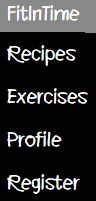 FitInTime
Recipes
Exercises
Profile
Register